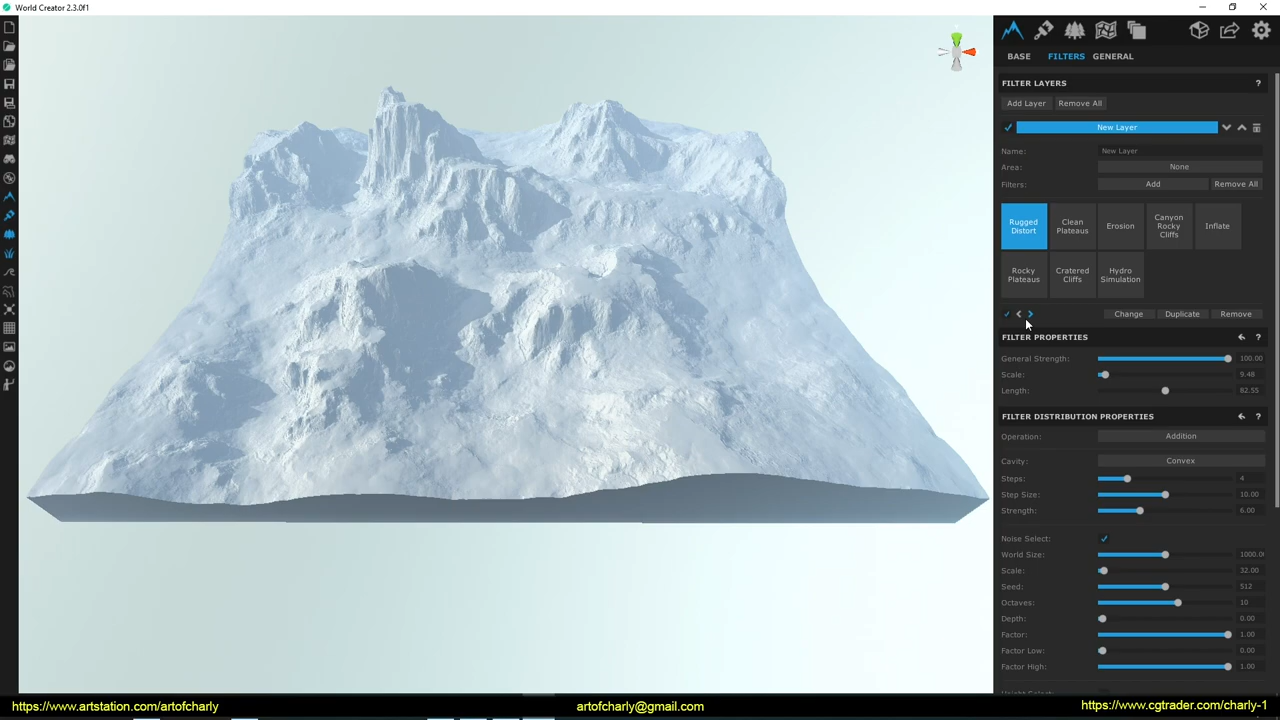 World Creator 2.3.0f1
BASE FILTERS GENERAL
FILTER LAYERS ?
Add Layer Remove All
New Layer
Name: New Layer
Area: None
Filters: Add Remove All
Rugged Distort Clean Plateaus Erosion Canyon Rocky Cliffs Inflate
Rocky Plateaus Cratered Cliffs Hydro Simulation
Change Duplicate Remove
FILTER PROPERTIES ?
General Strength: 100.00
Scale: 9.48
Length: 82.55
FILTER DISTRIBUTION PROPERTIES ?
Operation: Addition
Cavity: Convex
Steps: 4
Step Size: 10.00
Strength: 6.00
Noise Select:
World Size: 1000.0
Scale: 32.00
Seed: 512
Octaves: 10
Depth: 0.00
Factor: 1.00
Factor Low: 0.00
Factor High: 1.00
Height Select:
https://www.artstation.com/artofcharly artofcharly@gmail.com https://www.cgtrader.com/charly-1